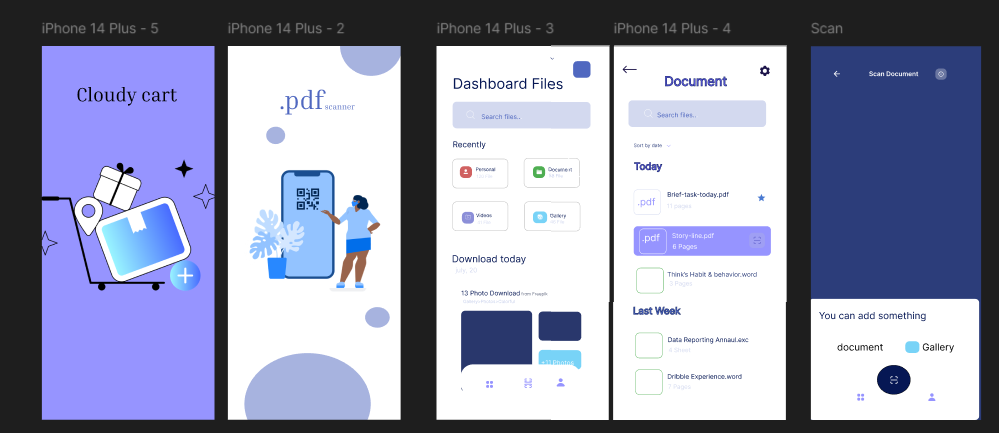 iPhone 14 Plus - 5
Cloudy cart
iPhone 14 Plus - 2
.pdf scanner
iPhone 14 Plus - 3
Dashboard Files
Search files..
Recently
Personal
Document
Videos
Gallery
Download today
July, 20
13 Photo Download from Freepik
+13 Photos
iPhone 14 Plus - 4
Document
Search files..
Sort by date
Today
.pdf
Brief-task-today.pdf
11 pages
.pdf
Story-line.pdf
6 Pages
Think's Habit & behavior.word
3 Pages
Last Week
Data Reporting Annaul.exc
Dribble Experience.word
7 Pages
Scan
Scan Document
You can add something
document
Gallery